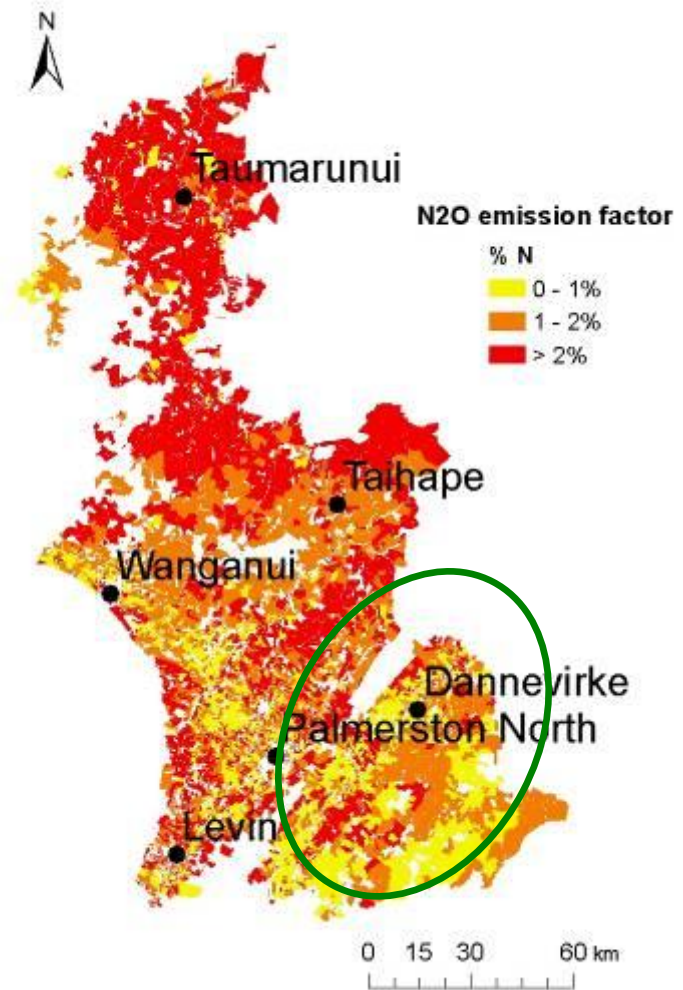 N
Taumarunui
N2O emission factor
% N
0 - 1%
1 - 2%
> 2%
Taihape
Wanganui
Dannevirke
Palmerston North
Levin
0 15 30 60 km